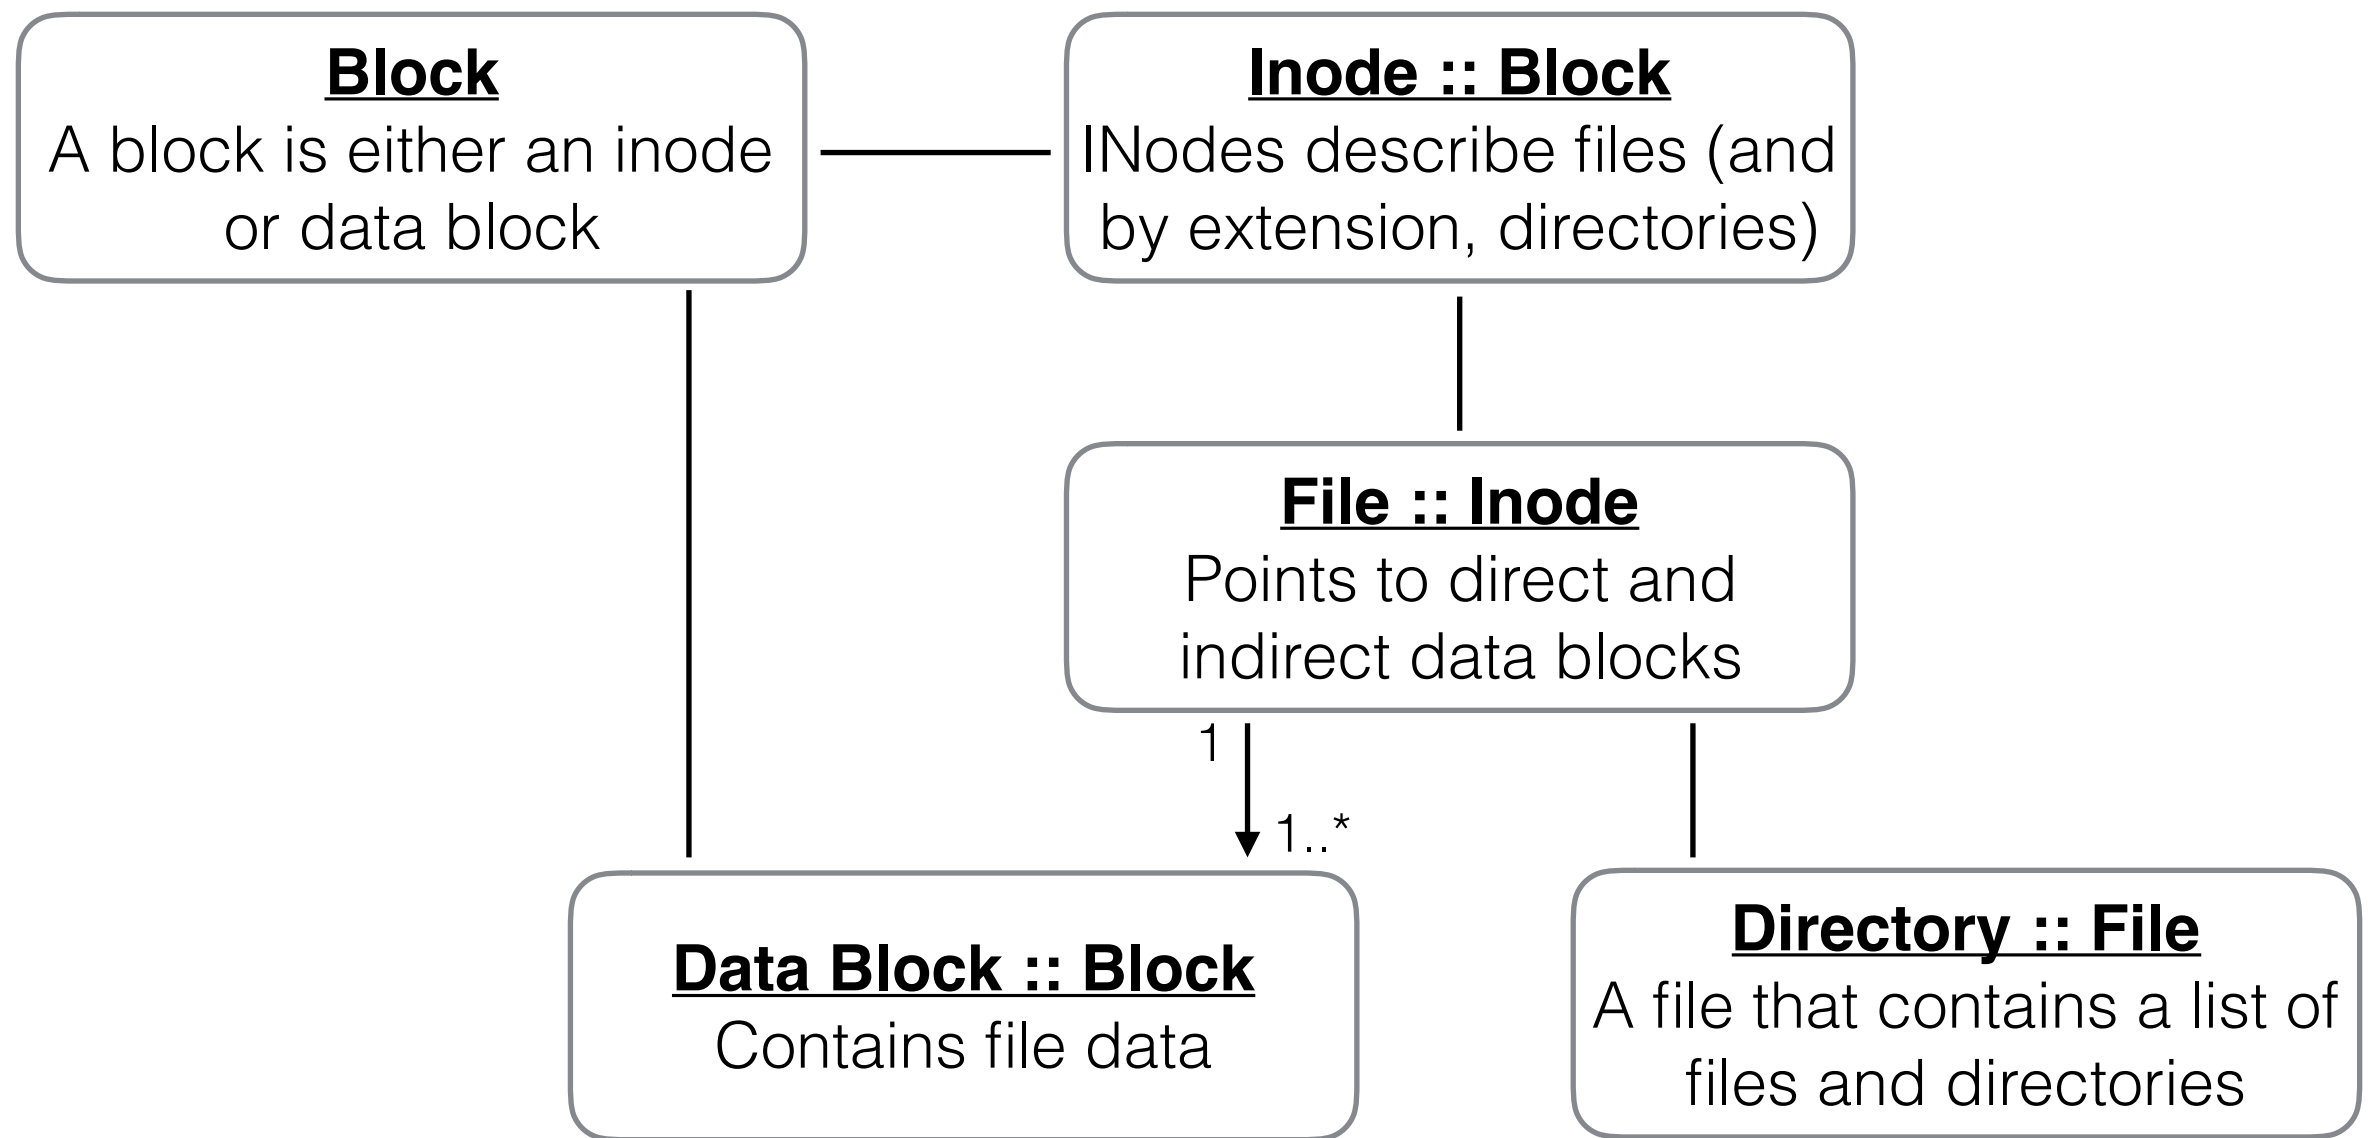 Block
A block is either an inode
or data block
Inode :: Block
INodes describe files (and
by extension, directories)
File :: Inode
Points to direct and
indirect data blocks
1
1..*
Data Block :: Block
Contains file data
Directory :: File
A file that contains a list of
files and directories